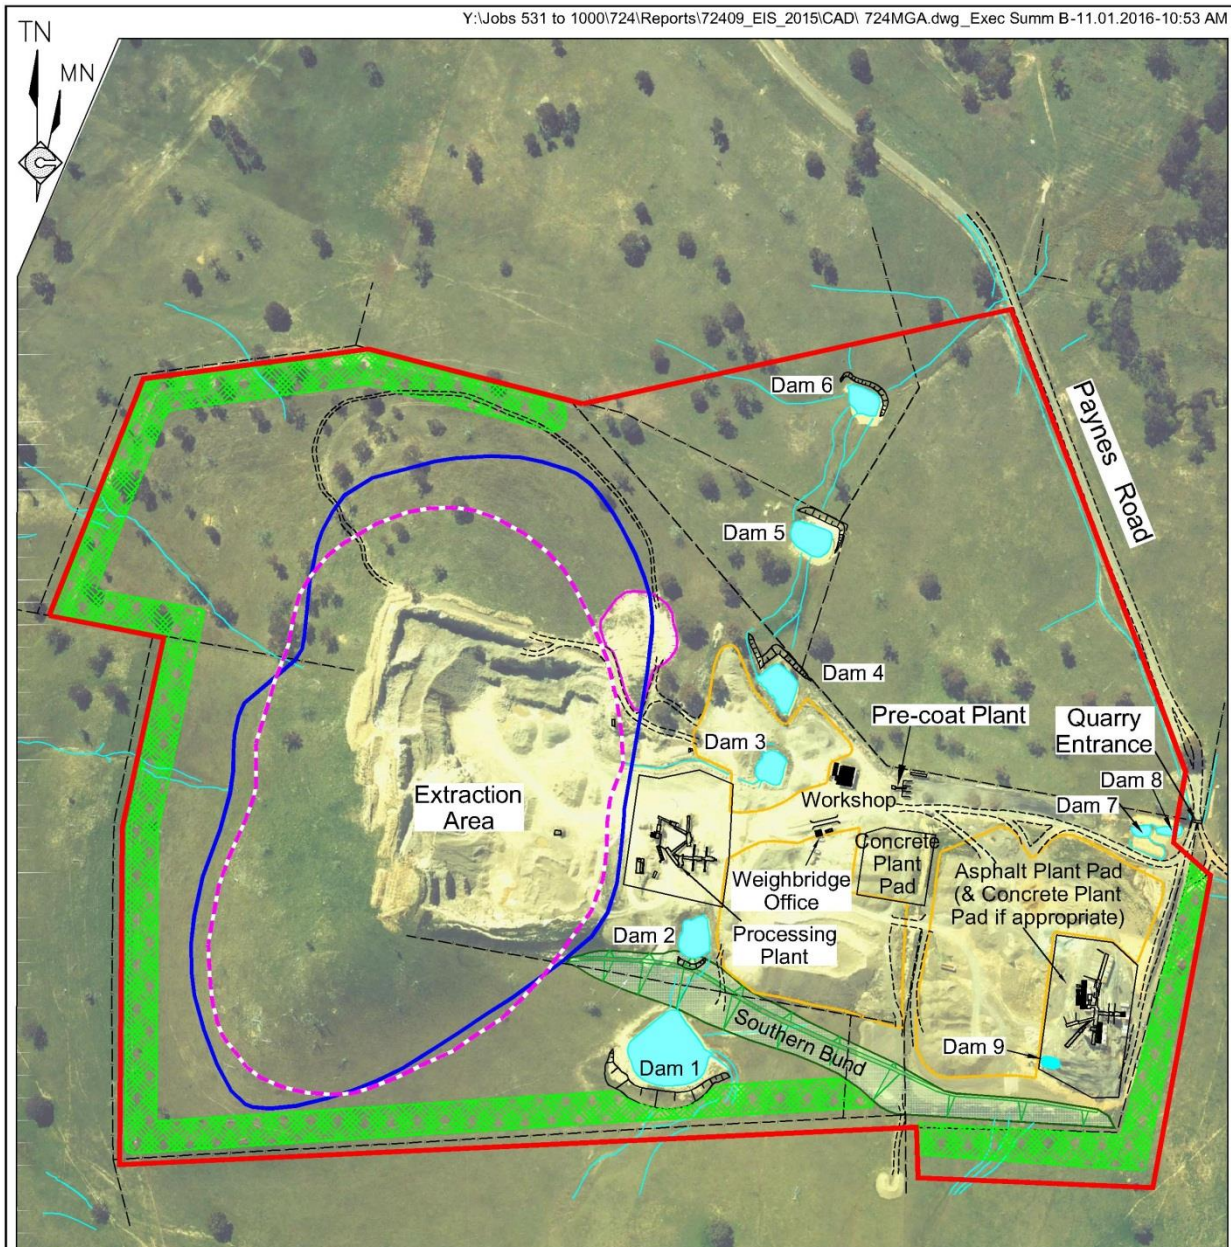 Y:\Jobs 531 to 1000\724\Reports\72409_EIS_2015\CAD\ 724MGA.dwg_Exec Summ B-11.01.2016-10:53 AM
TN
MN
Dam 6
Paynes Road
Dam 5
Dam 4
Pre-coat Plant
Quarry
Entrance
Dam 3
Dam 8
Dam 7
Extraction
Area
Workshop
Concrete
Plant
Pad
Weighbridge
Office
Asphalt Plant Pad
(& Concrete Plant
Pad if appropriate)
Dam 2
Processing
Plant
Southern Bund
Dam 9
Dam 1